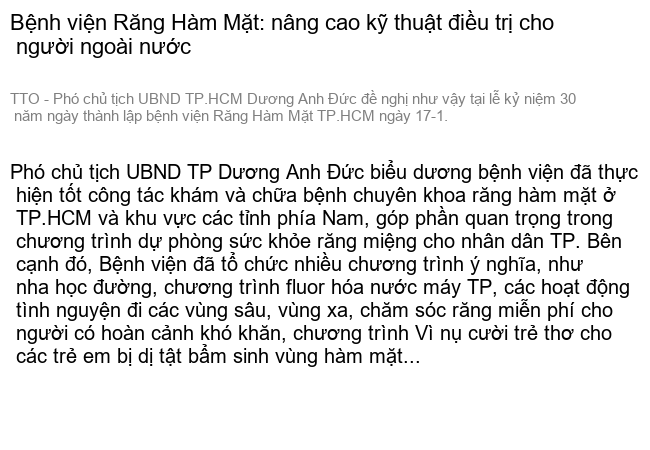 Bệnh viện Răng Hàm Mặt: nâng cao kỹ thuật điều trị cho
người ngoài nước
TTO - Phó chủ tịch UBND TP.HCM Dương Anh Đức đề nghị như vậy tại lễ kỷ niệm 30
năm ngày thành lập bệnh viện Răng Hàm Mặt TP.HCM ngày 17-1.
Phó chủ tịch UBND TP Dương Anh Đức biểu dương bệnh viện đã thực
hiện tốt công tác khám và chữa bệnh chuyên khoa răng hàm mặt ở
TP.HCM và khu vực các tỉnh phía Nam, góp phần quan trọng trong
chương trình dự phòng sức khỏe răng miệng cho nhân dân TP. Bên
cạnh đó, Bệnh viện đã tổ chức nhiều chương trình ý nghĩa, như
nha học đường, chương trình fluor hóa nước máy TP, các hoạt động
tình nguyện đi các vùng sâu, vùng xa, chăm sóc răng miễn phí cho
người có hoàn cảnh khó khăn, chương trình Vì nụ cười trẻ thơ cho
các trẻ em bị dị tật bẩm sinh vùng hàm mặt...